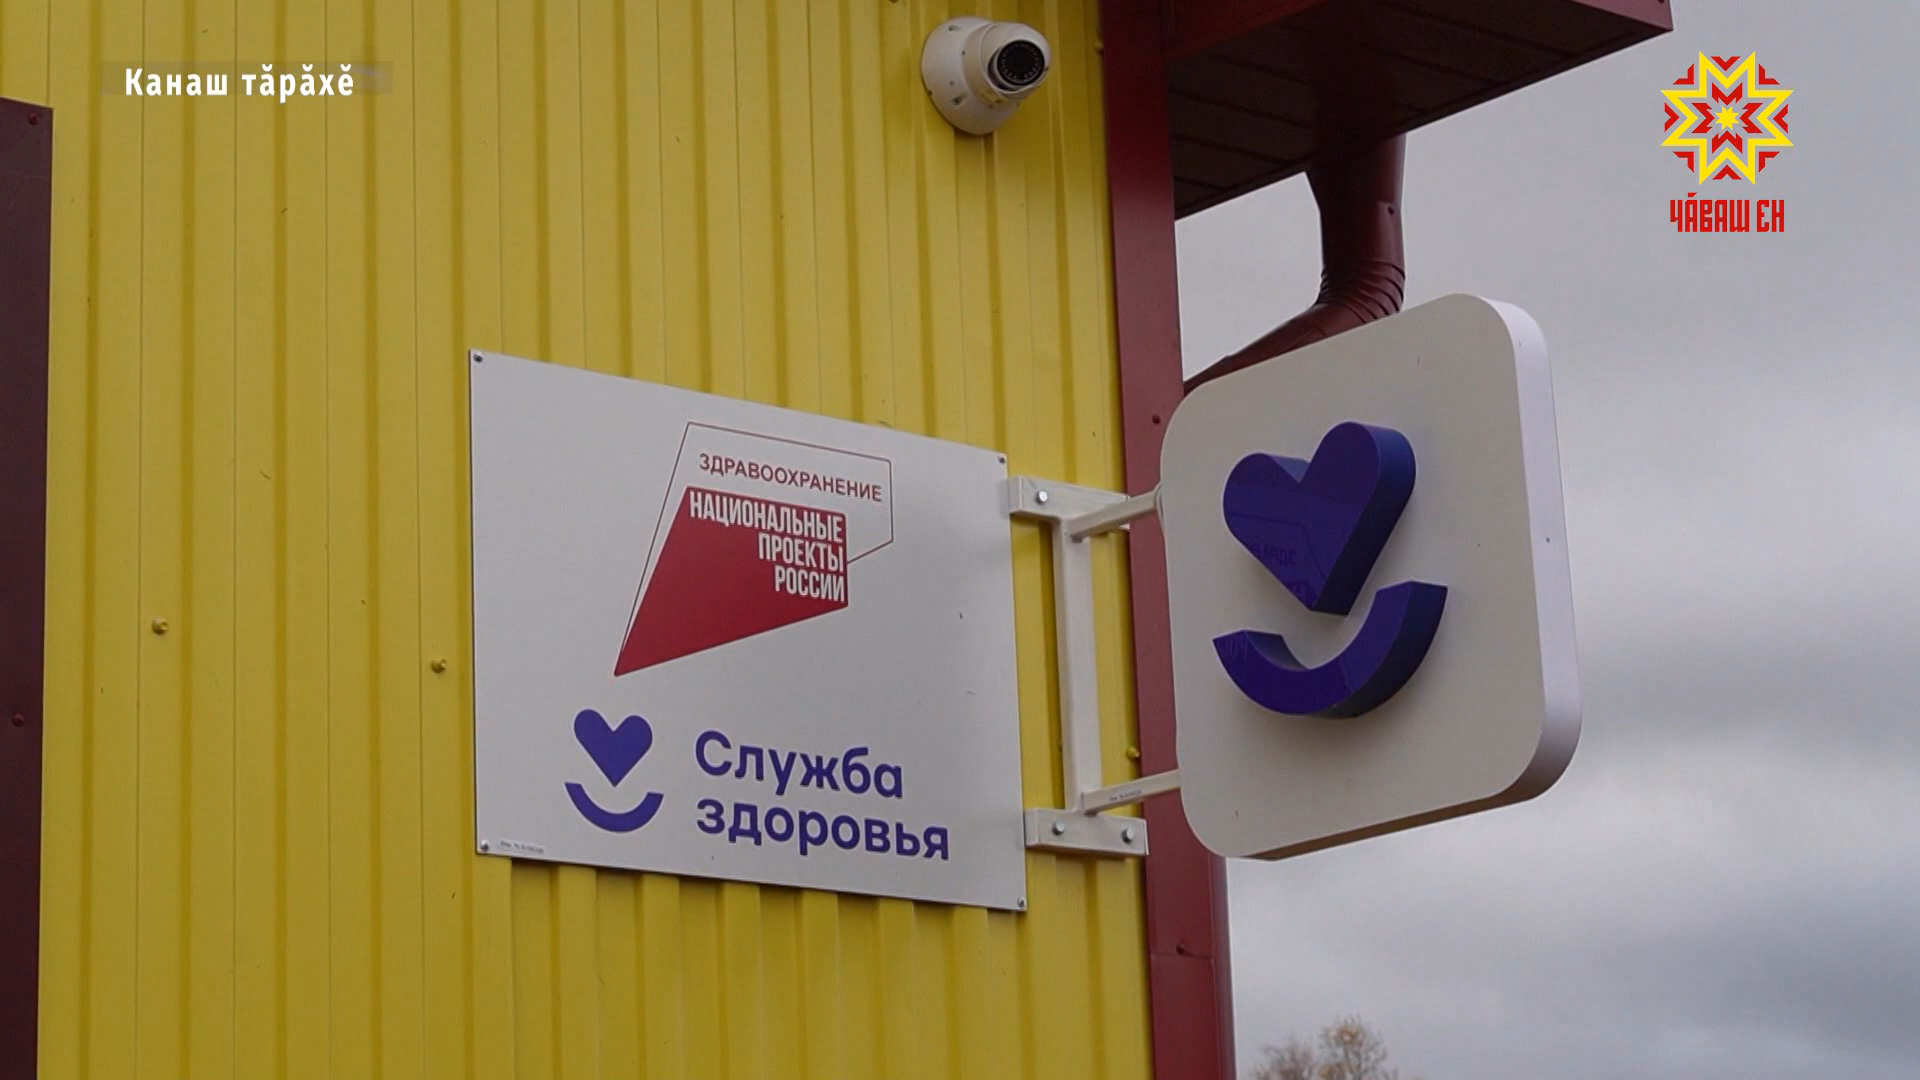 Канаш тӑрӑхӗ
ЧӐВАШ ЕН
ЗДРАВООХРАНЕНИЕ
НАЦИОНАЛЬНЫЕ
ПРОЕКТЫ
РОССИИ
Служба
здоровья